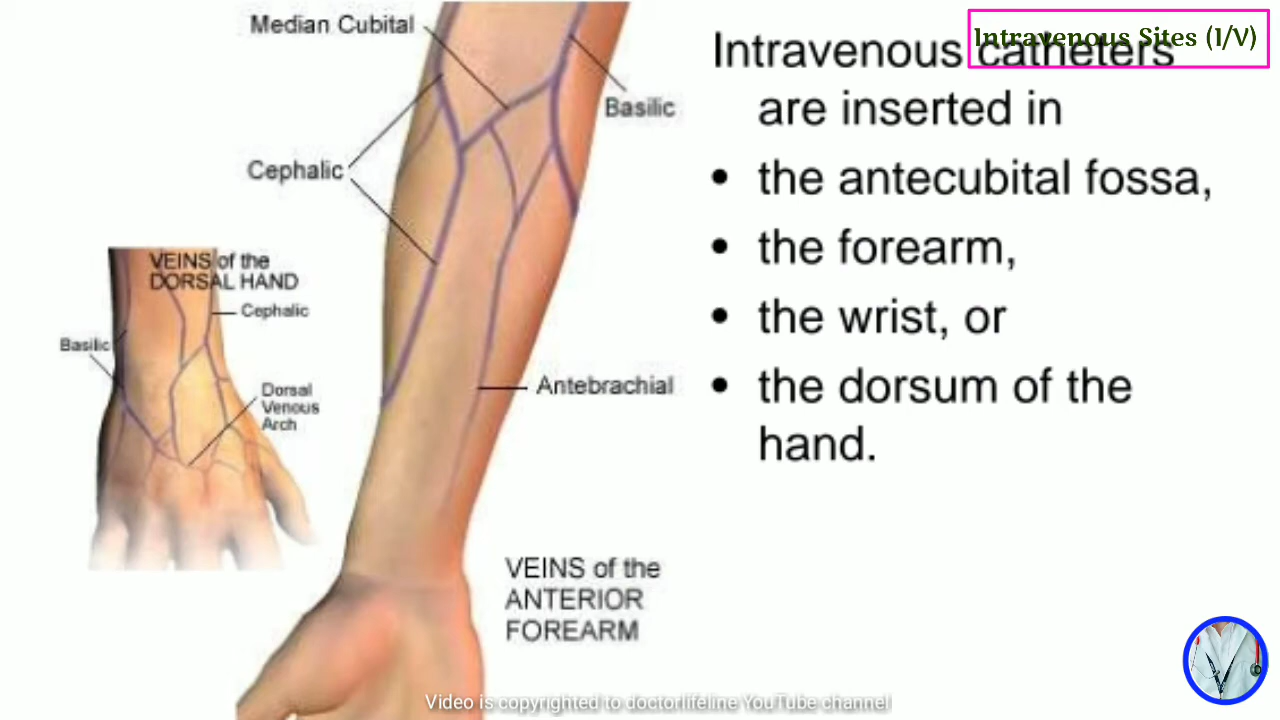 Median Cubital
Basilic
Cephalic
VEINS of the
DORSAL HAND
Cephalic
Basilic
Dorsal
Venous
Arch
Antebrachial
VEINS of the
ANTERIOR
FOREARM
Intravenous Sites (I/V)
Intravenous catheters
are inserted in
• the antecubital fossa,
• the forearm,
• the wrist, or
• the dorsum of the
hand.
Video is copyrighted to doctorlifeline YouTube channel